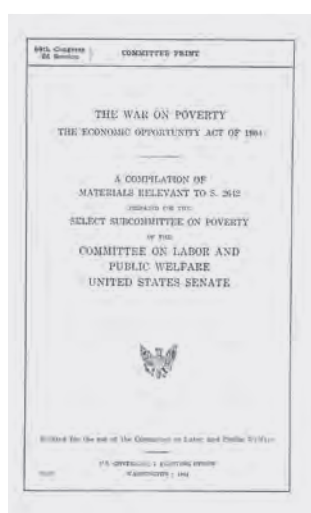 88th Congress
2d Session
COMMITTEE PRINT
THE WAR ON POVERTY
THE ECONOMIC OPPORTUNITY ACT OF 1964
A COMPILATION OF
MATERIALS RELEVANT TO S. 2642
PREPARED FOR THE
SELECT SUBCOMMITTEE ON POVERTY
OF THE
COMMITTEE ON LABOR AND
PUBLIC WELFARE
UNITED STATES SENATE
Printed for the use of the Committee on Labor and Public Welfare
U.S. GOVERNMENT PRINTING OFFICE
WASHINGTON : 1964